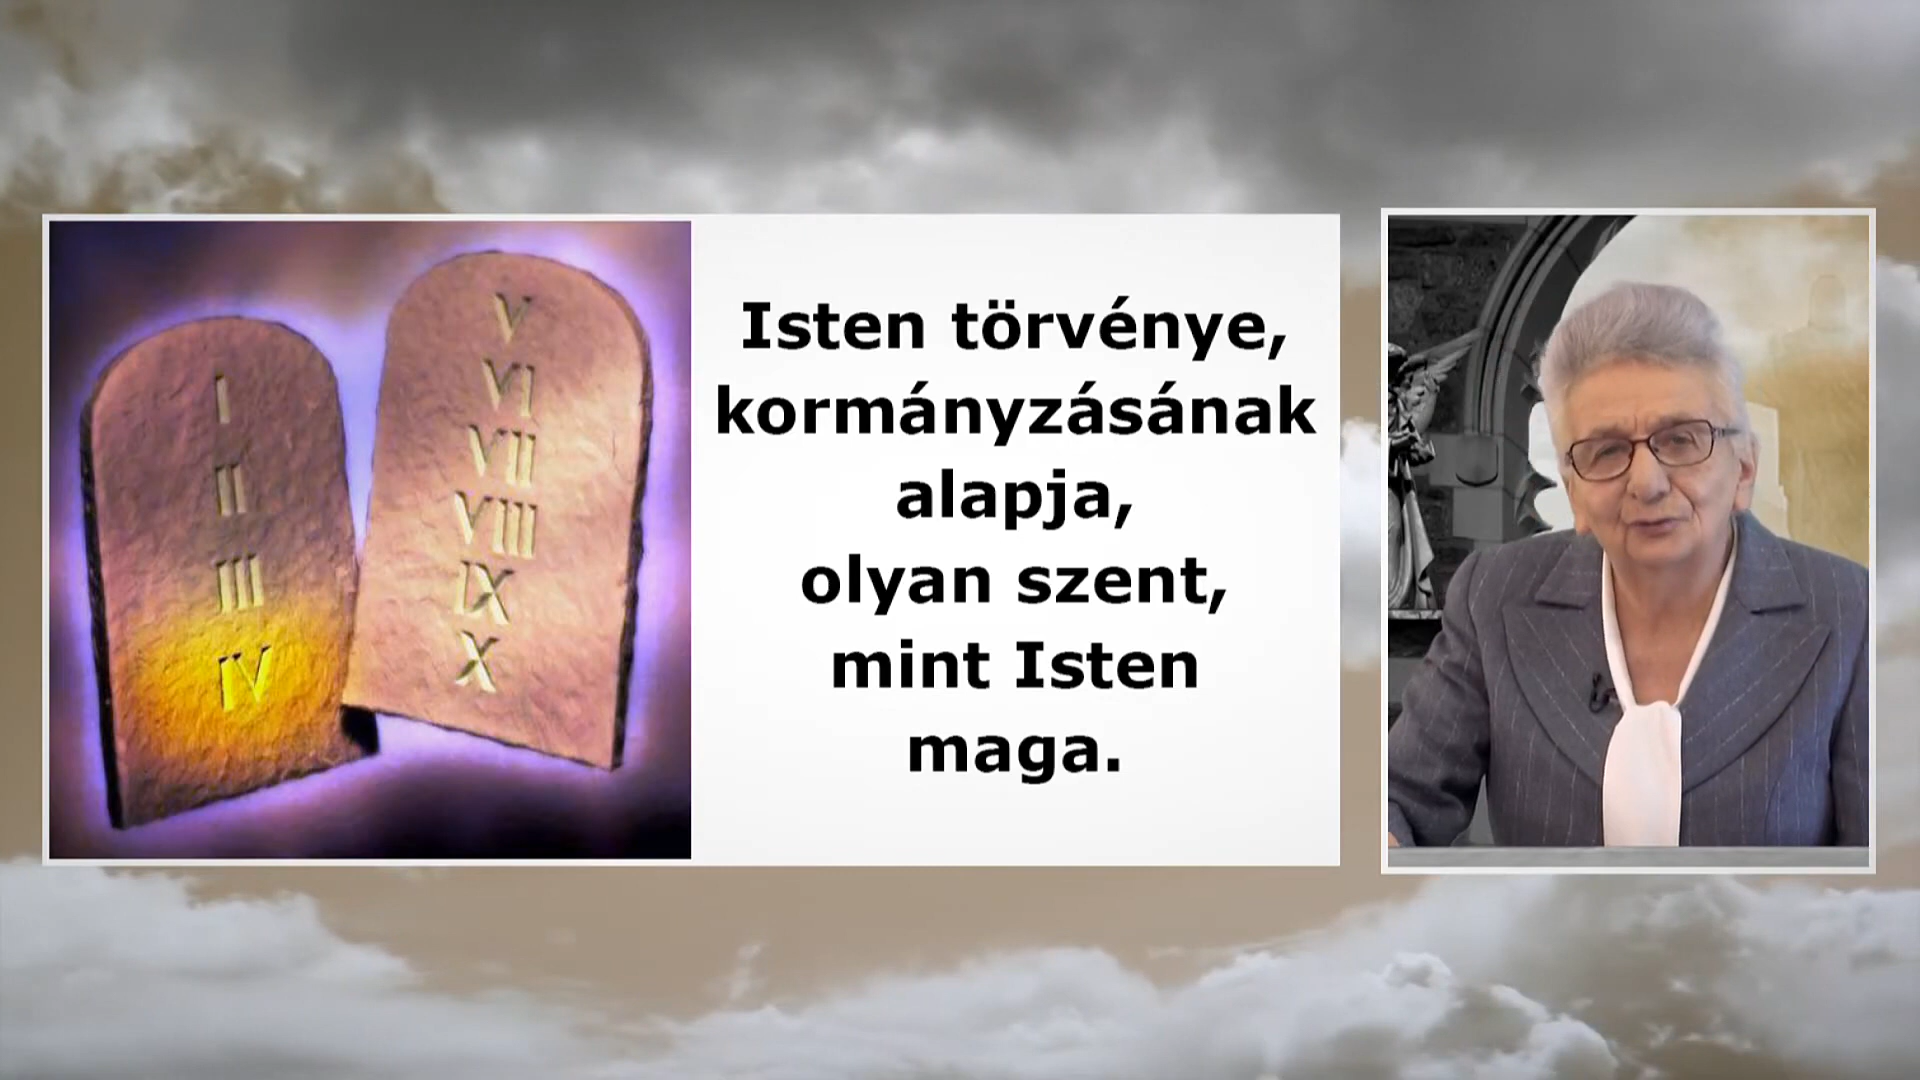 I
II
III
IV
V
VI
VII
VIII
IX
X
Isten törvénye,
kormányzásának
alapja,
olyan szent,
mint Isten
maga.